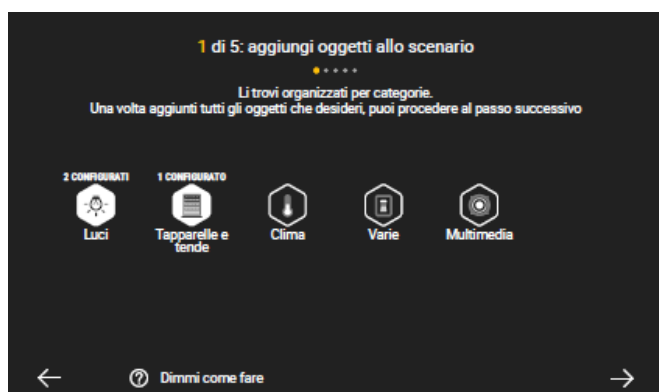 1 di 5: aggiungi oggetti allo scenario
Li trovi organizzati per categorie.
Una volta aggiunti tutti gli oggetti che desideri, puoi procedere al passo successivo
2 CONFIGURATI
1 CONFIGURATO
Luci
Tapparelle e
tende
Clima
Varie
Multimedia
Dimmi come fare